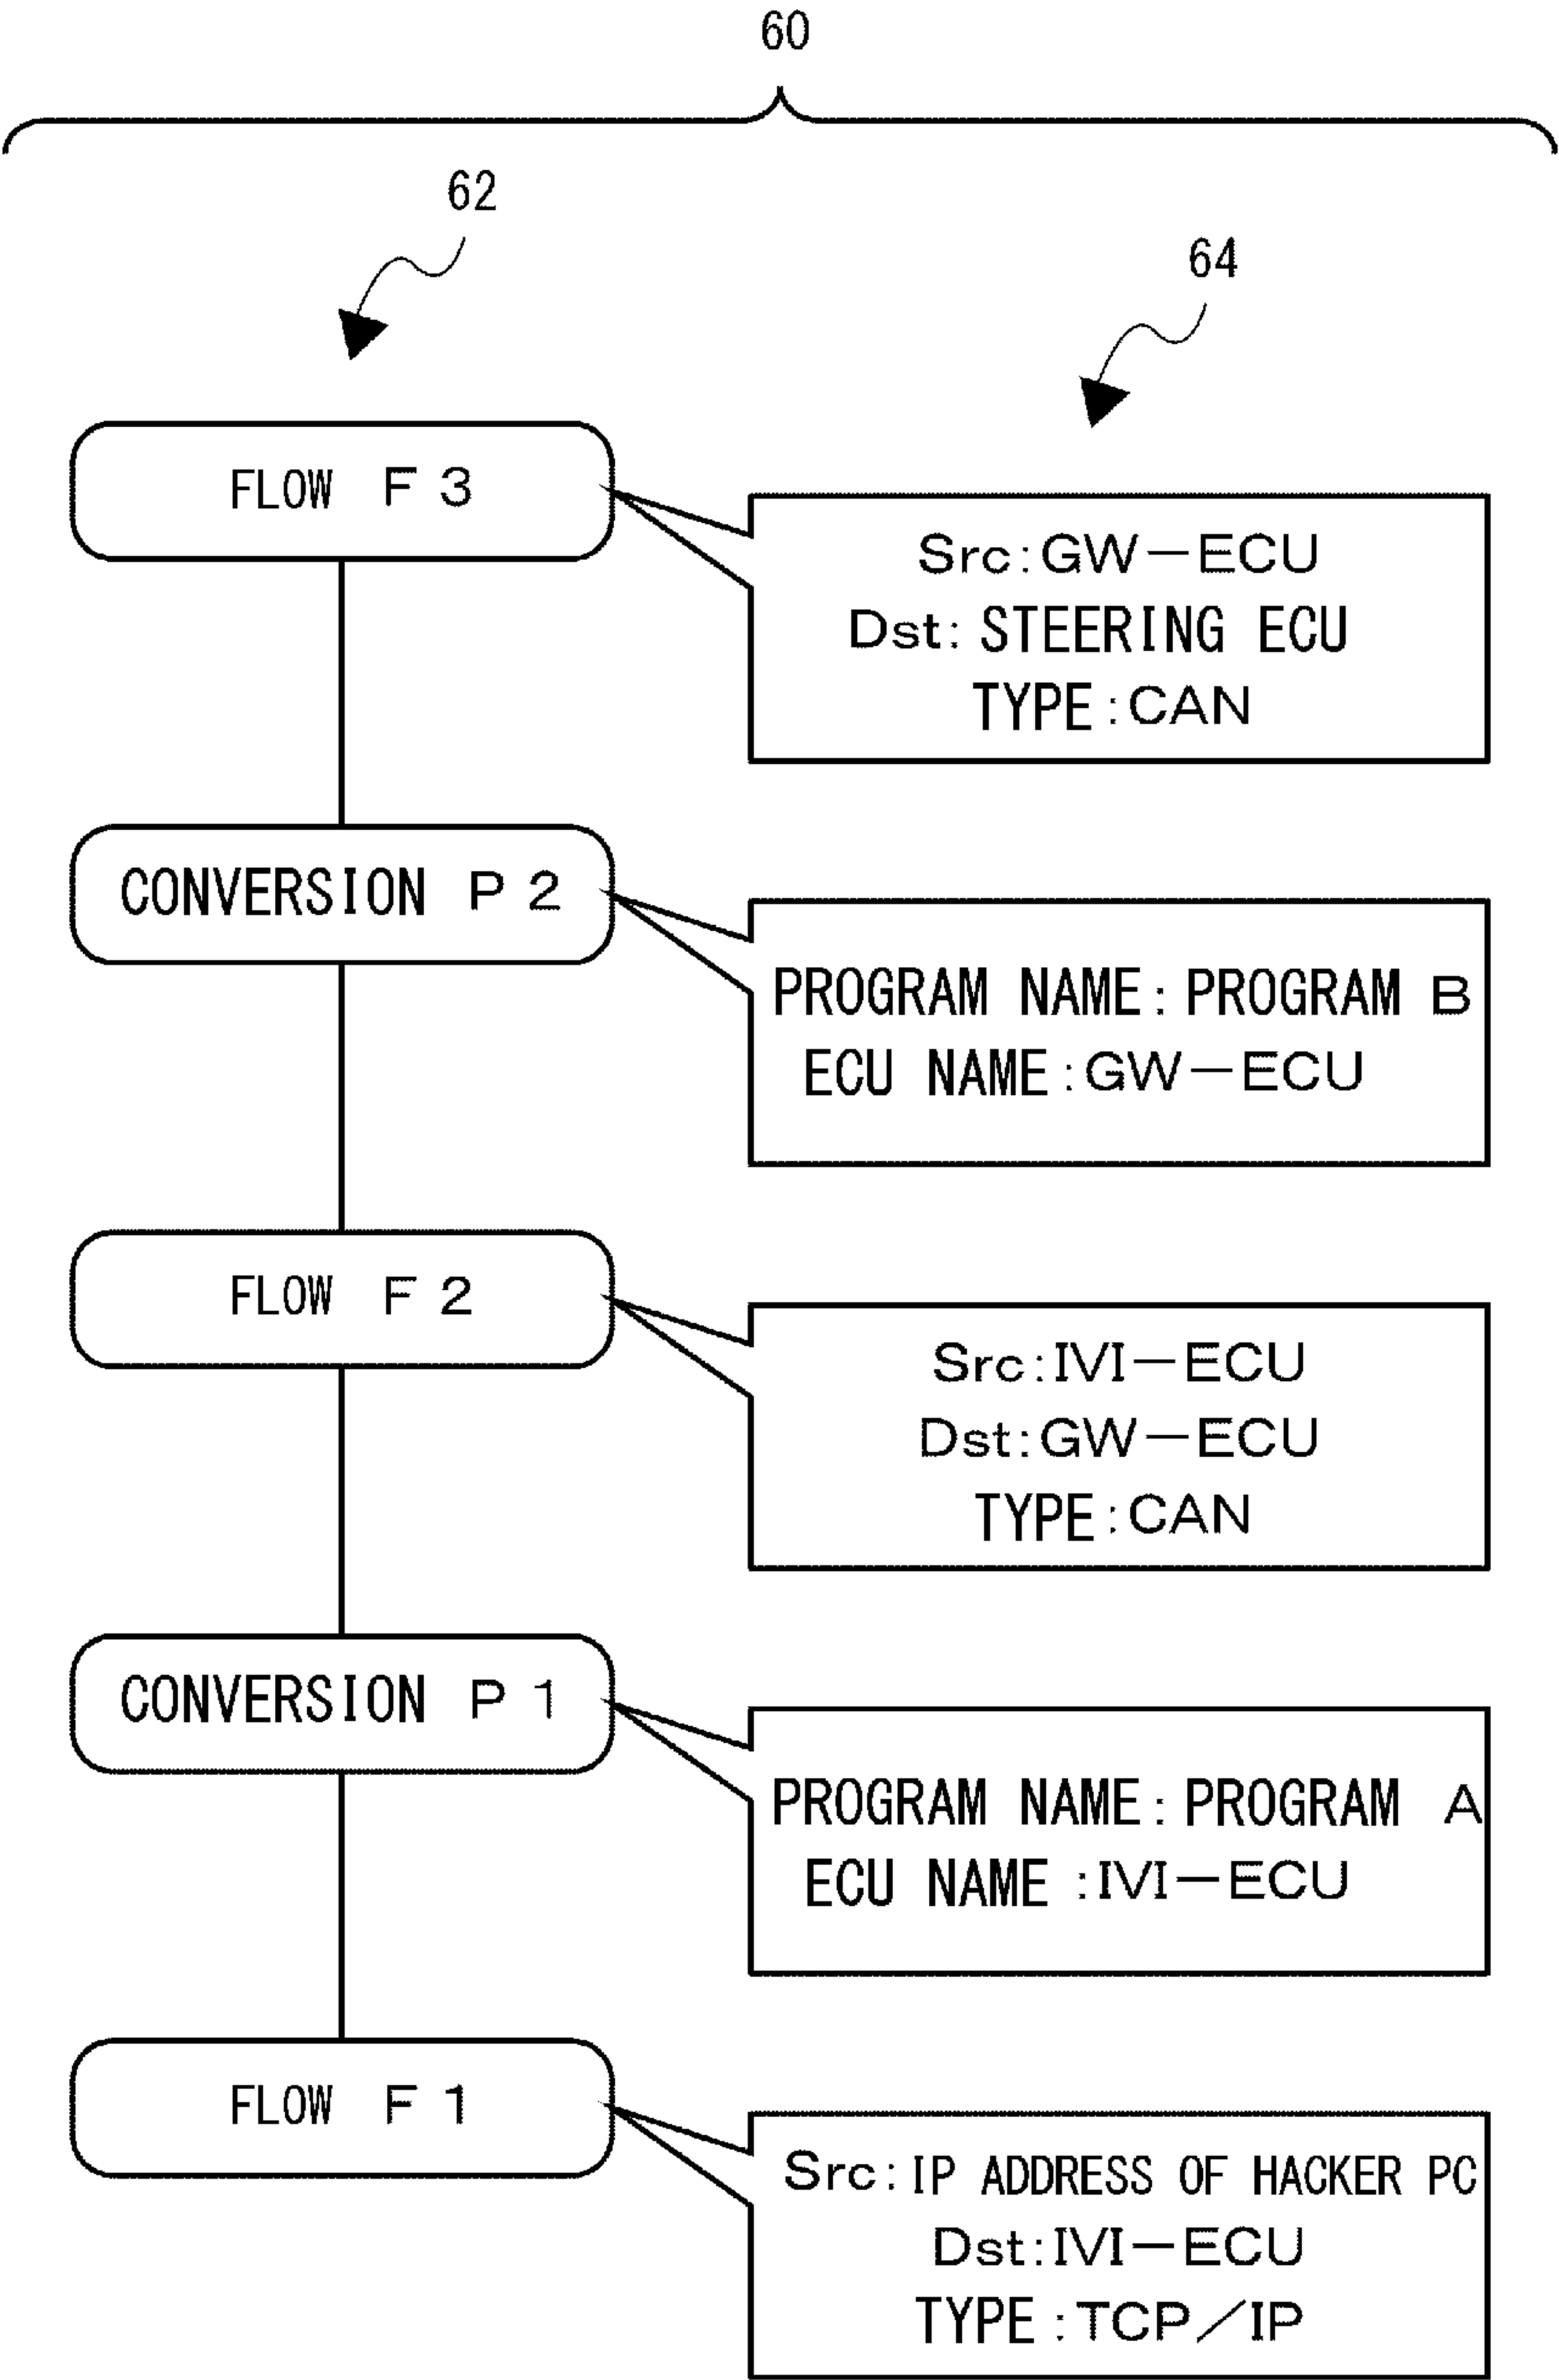 60
62
64
FLOW F3
Src:GW-ECU
Dst: STEERING ECU
TYPE:CAN
CONVERSION P2
PROGRAM NAME: PROGRAM B
ECU NAME:GW-ECU
FLOW F2
Src:IVI-ECU
Dst:GW-ECU
TYPE:CAN
CONVERSION P1
PROGRAM NAME: PROGRAM A
ECU NAME :IVI-ECU
FLOW F1
Src:IP ADDRESS OF HACKER PC
Dst:IVI-ECU
TYPE:TCP/IP